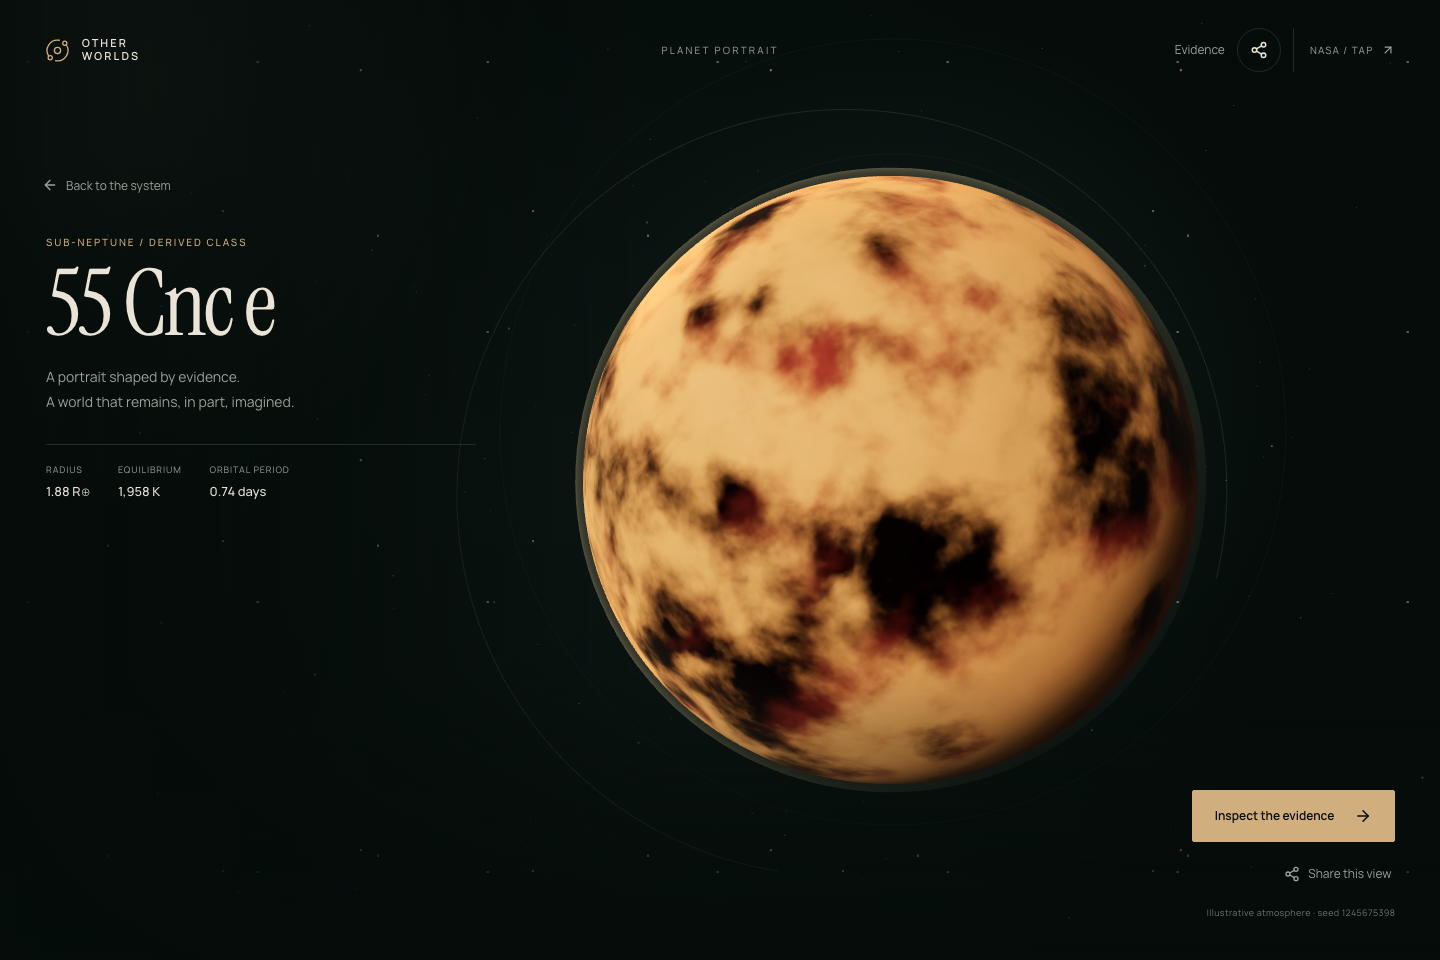 OTHER
WORLDS
PLANET PORTRAIT
Evidence
NASA / TAP
Back to the system
SUB-NEPTUNE / DERIVED CLASS
55 Cnc e
A portrait shaped by evidence.
A world that remains, in part, imagined.
RADIUS EQUILIBRIUM ORBITAL PERIOD
1.88 R⊕ 1,958 K 0.74 days
Inspect the evidence
Share this view
Illustrative atmosphere · seed 1245675398